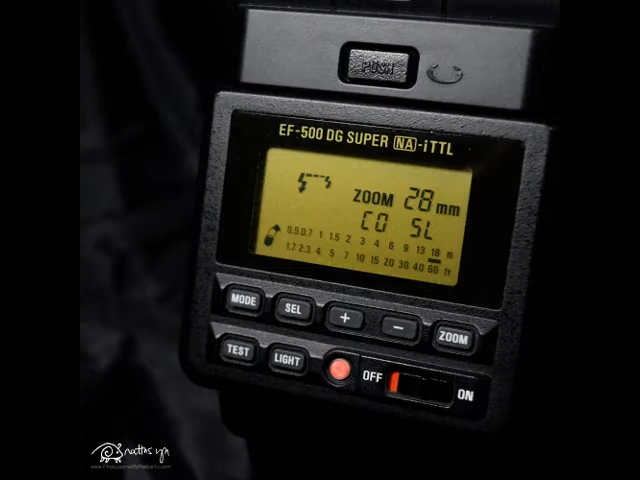 PUSH
EF-500 DG SUPER NA-iTTL
ZOOM 28 mm
C0 SL
0.5 0.7 1 1.5 2 3 4 6 9 13 18 m
1.7 2.3 4 5 7 10 15 20 30 40 60 ft
MODE SEL + − ZOOM
TEST LIGHT OFF ON